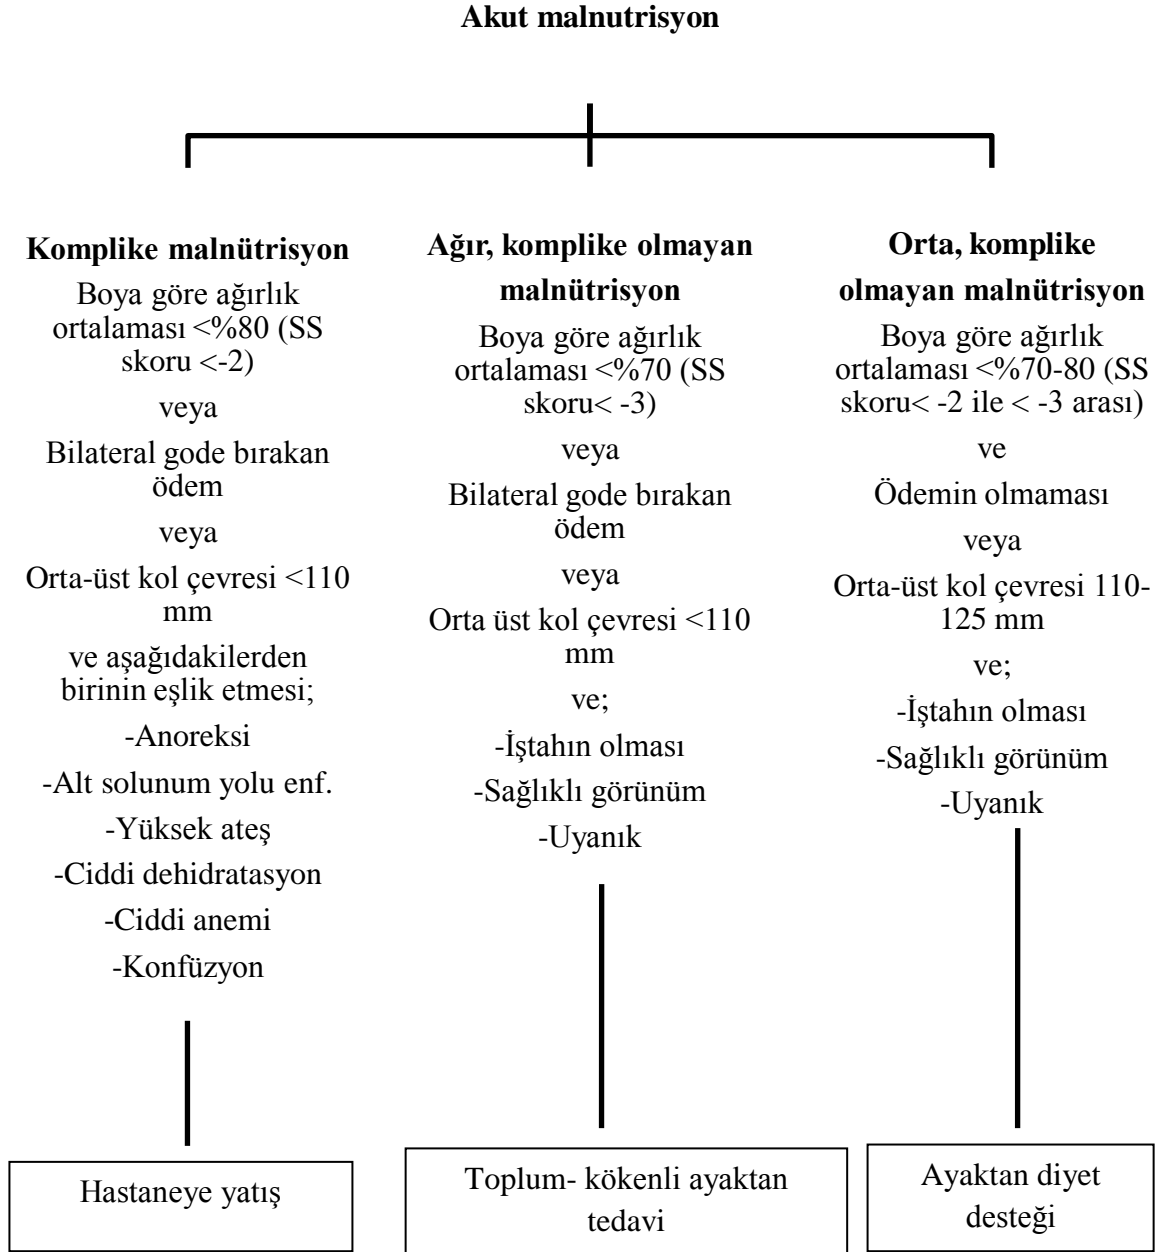 Akut malnutrisyon
Komplike malnütrisyon
Boya göre ağırlık
ortalaması <%80 (SS
skoru <-2)
veya
Bilateral gode bırakan
ödem
veya
Orta-üst kol çevresi <110
mm
ve aşağıdakilerden
birinin eşlik etmesi;
-Anoreksi
-Alt solunum yolu enf.
-Yüksek ateş
-Ciddi dehidratasyon
-Ciddi anemi
-Konfüzyon
Hastaneye yatış
Ağır, komplike olmayan
malnütrisyon
Boya göre ağırlık
ortalaması <%70 (SS
skoru< -3)
veya
Bilateral gode bırakan
ödem
veya
Orta üst kol çevresi <110
mm
ve;
-İştahın olması
-Sağlıklı görünüm
-Uyanık
Toplum- kökenli ayaktan
tedavi
Orta, komplike
olmayan malnütrisyon
Boya göre ağırlık
ortalaması <%70-80 (SS
skoru< -2 ile < -3 arası)
ve
Ödemin olmaması
veya
Orta-üst kol çevresi 110-
125 mm
ve;
-İştahın olması
-Sağlıklı görünüm
-Uyanık
Ayaktan diyet
desteği